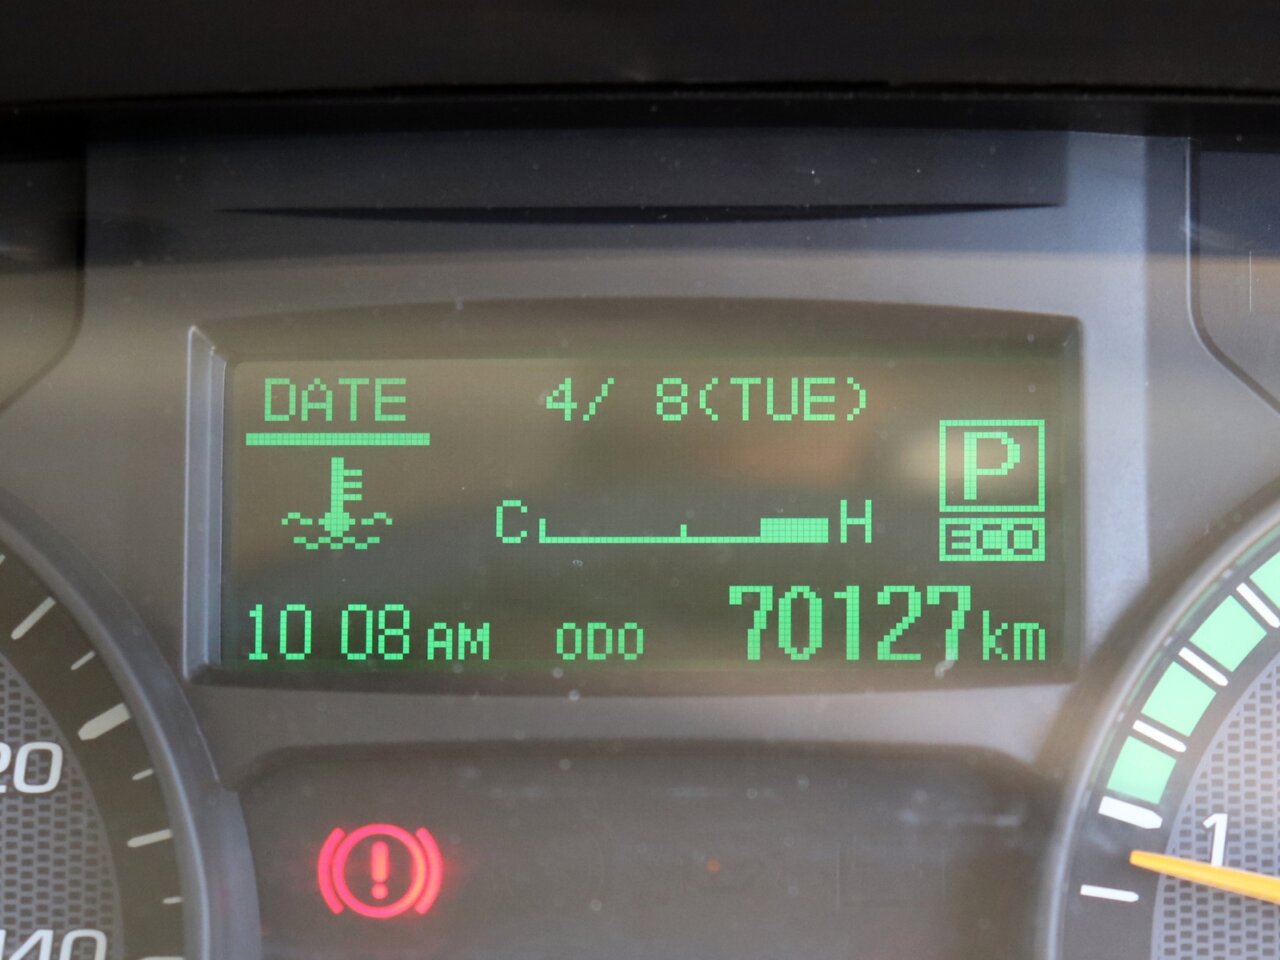 DATE 4/ 8(TUE)
P
C H
ECO
10 08 AM ODO 70127km
20
1
140